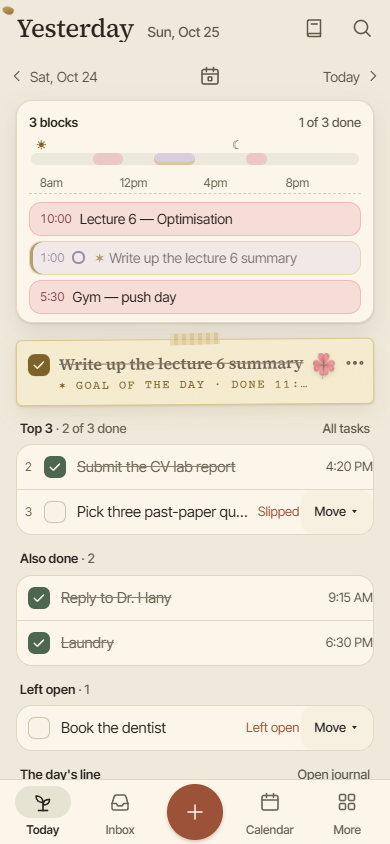 Yesterday Sun, Oct 25
Sat, Oct 24 Today
3 blocks 1 of 3 done
8am 12pm 4pm 8pm
10:00 Lecture 6 — Optimisation
1:00 ✶ Write up the lecture 6 summary
5:30 Gym — push day
Write up the lecture 6 summary
✶ GOAL OF THE DAY · DONE 11:…
Top 3 · 2 of 3 done All tasks
2 Submit the CV lab report 4:20 PM
3 Pick three past-paper qu… Slipped Move
Also done · 2
Reply to Dr. Hany 9:15 AM
Laundry 6:30 PM
Left open · 1
Book the dentist Left open Move
The day's line Open journal
Today Inbox Calendar More